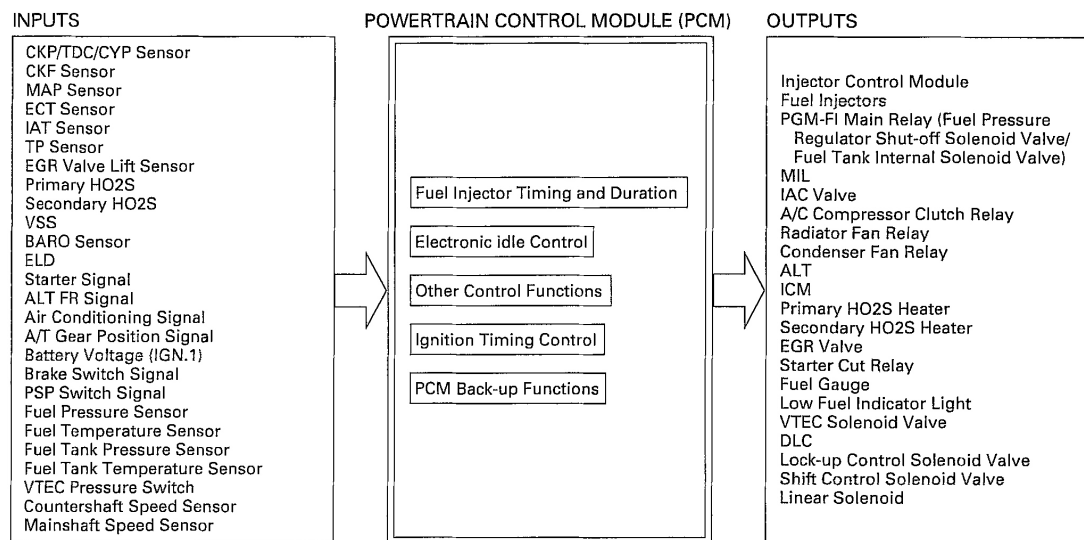 INPUTS
CKP/TDC/CYP Sensor
CKF Sensor
MAP Sensor
ECT Sensor
IAT Sensor
TP Sensor
EGR Valve Lift Sensor
Primary HO2S
Secondary HO2S
VSS
BARO Sensor
ELD
Starter Signal
ALT FR Signal
Air Conditioning Signal
A/T Gear Position Signal
Battery Voltage (IGN.1)
Brake Switch Signal
PSP Switch Signal
Fuel Pressure Sensor
Fuel Temperature Sensor
Fuel Tank Pressure Sensor
Fuel Tank Temperature Sensor
VTEC Pressure Switch
Countershaft Speed Sensor
Mainshaft Speed Sensor
POWERTRAIN CONTROL MODULE (PCM)
Fuel Injector Timing and Duration
Electronic idle Control
Other Control Functions
Ignition Timing Control
PCM Back-up Functions
OUTPUTS
Injector Control Module
Fuel Injectors
PGM-FI Main Relay (Fuel Pressure
Regulator Shut-off Solenoid Valve/
Fuel Tank Internal Solenoid Valve)
MIL
IAC Valve
A/C Compressor Clutch Relay
Radiator Fan Relay
Condenser Fan Relay
ALT
ICM
Primary HO2S Heater
Secondary HO2S Heater
EGR Valve
Starter Cut Relay
Fuel Gauge
Low Fuel Indicator Light
VTEC Solenoid Valve
DLC
Lock-up Control Solenoid Valve
Shift Control Solenoid Valve
Linear Solenoid